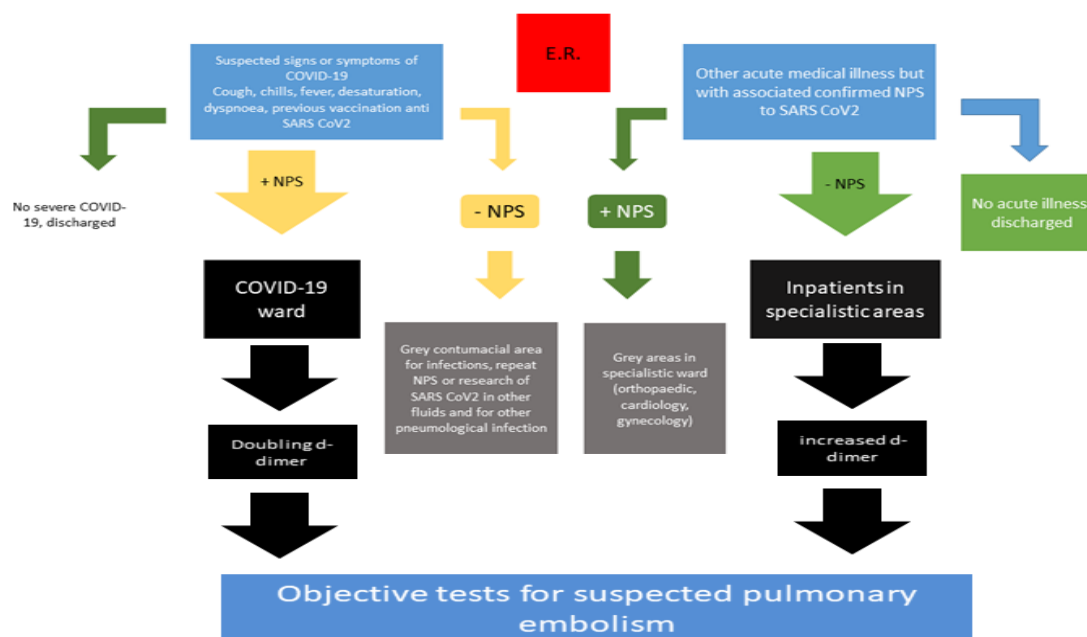 E.R.
Suspected signs or symptoms of
COVID-19
Cough, chills, fever, desaturation,
dyspnoea, previous vaccination anti
SARS CoV2
Other acute medical illness but
with associated confirmed NPS
to SARS CoV2
+ NPS
- NPS
No severe COVID-
19, discharged
- NPS
+ NPS
No acute illness
discharged
COVID-19
ward
Inpatients in
specialistic areas
Grey contumacial area
for infections, repeat
NPS or research of
SARS CoV2 in other
fluids and for other
pneumological infection
Grey areas in
specialistic ward
(orthopaedic,
cardiology,
gynecology)
Doubling d-
dimer
increased d-
dimer
Objective tests for suspected pulmonary
embolism